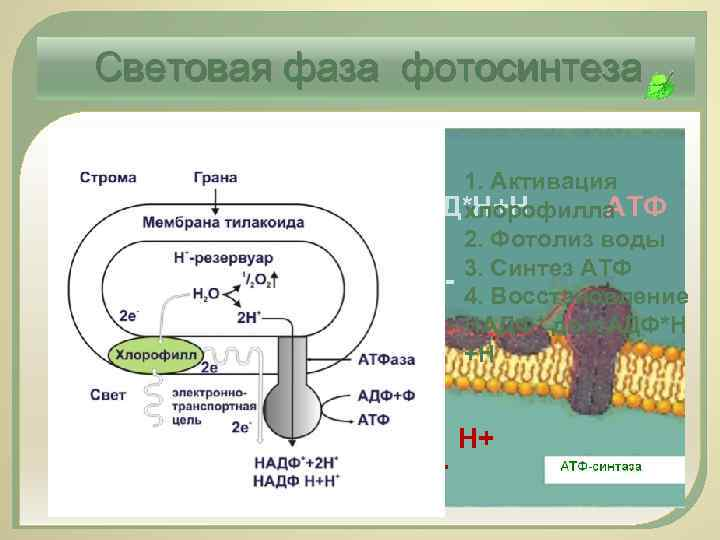 Световая фаза фотосинтеза
Строма Грана
Мембрана тилакоида
H⁺-резервуар
½O₂↑
H₂O
2e⁻ 2H⁺
Хлорофилл
2e
АТФаза
Свет
электронно-
транспортная
цепь
2e⁻
АДФ+Ф
АТФ
НАДФ⁺+2H⁺
НАДФ H+H⁺
1. Активация
хлорофилла
2. Фотолиз воды
3. Синтез АТФ
4. Восстановление
+Н
АТФ
H+
АТФ-синтаза